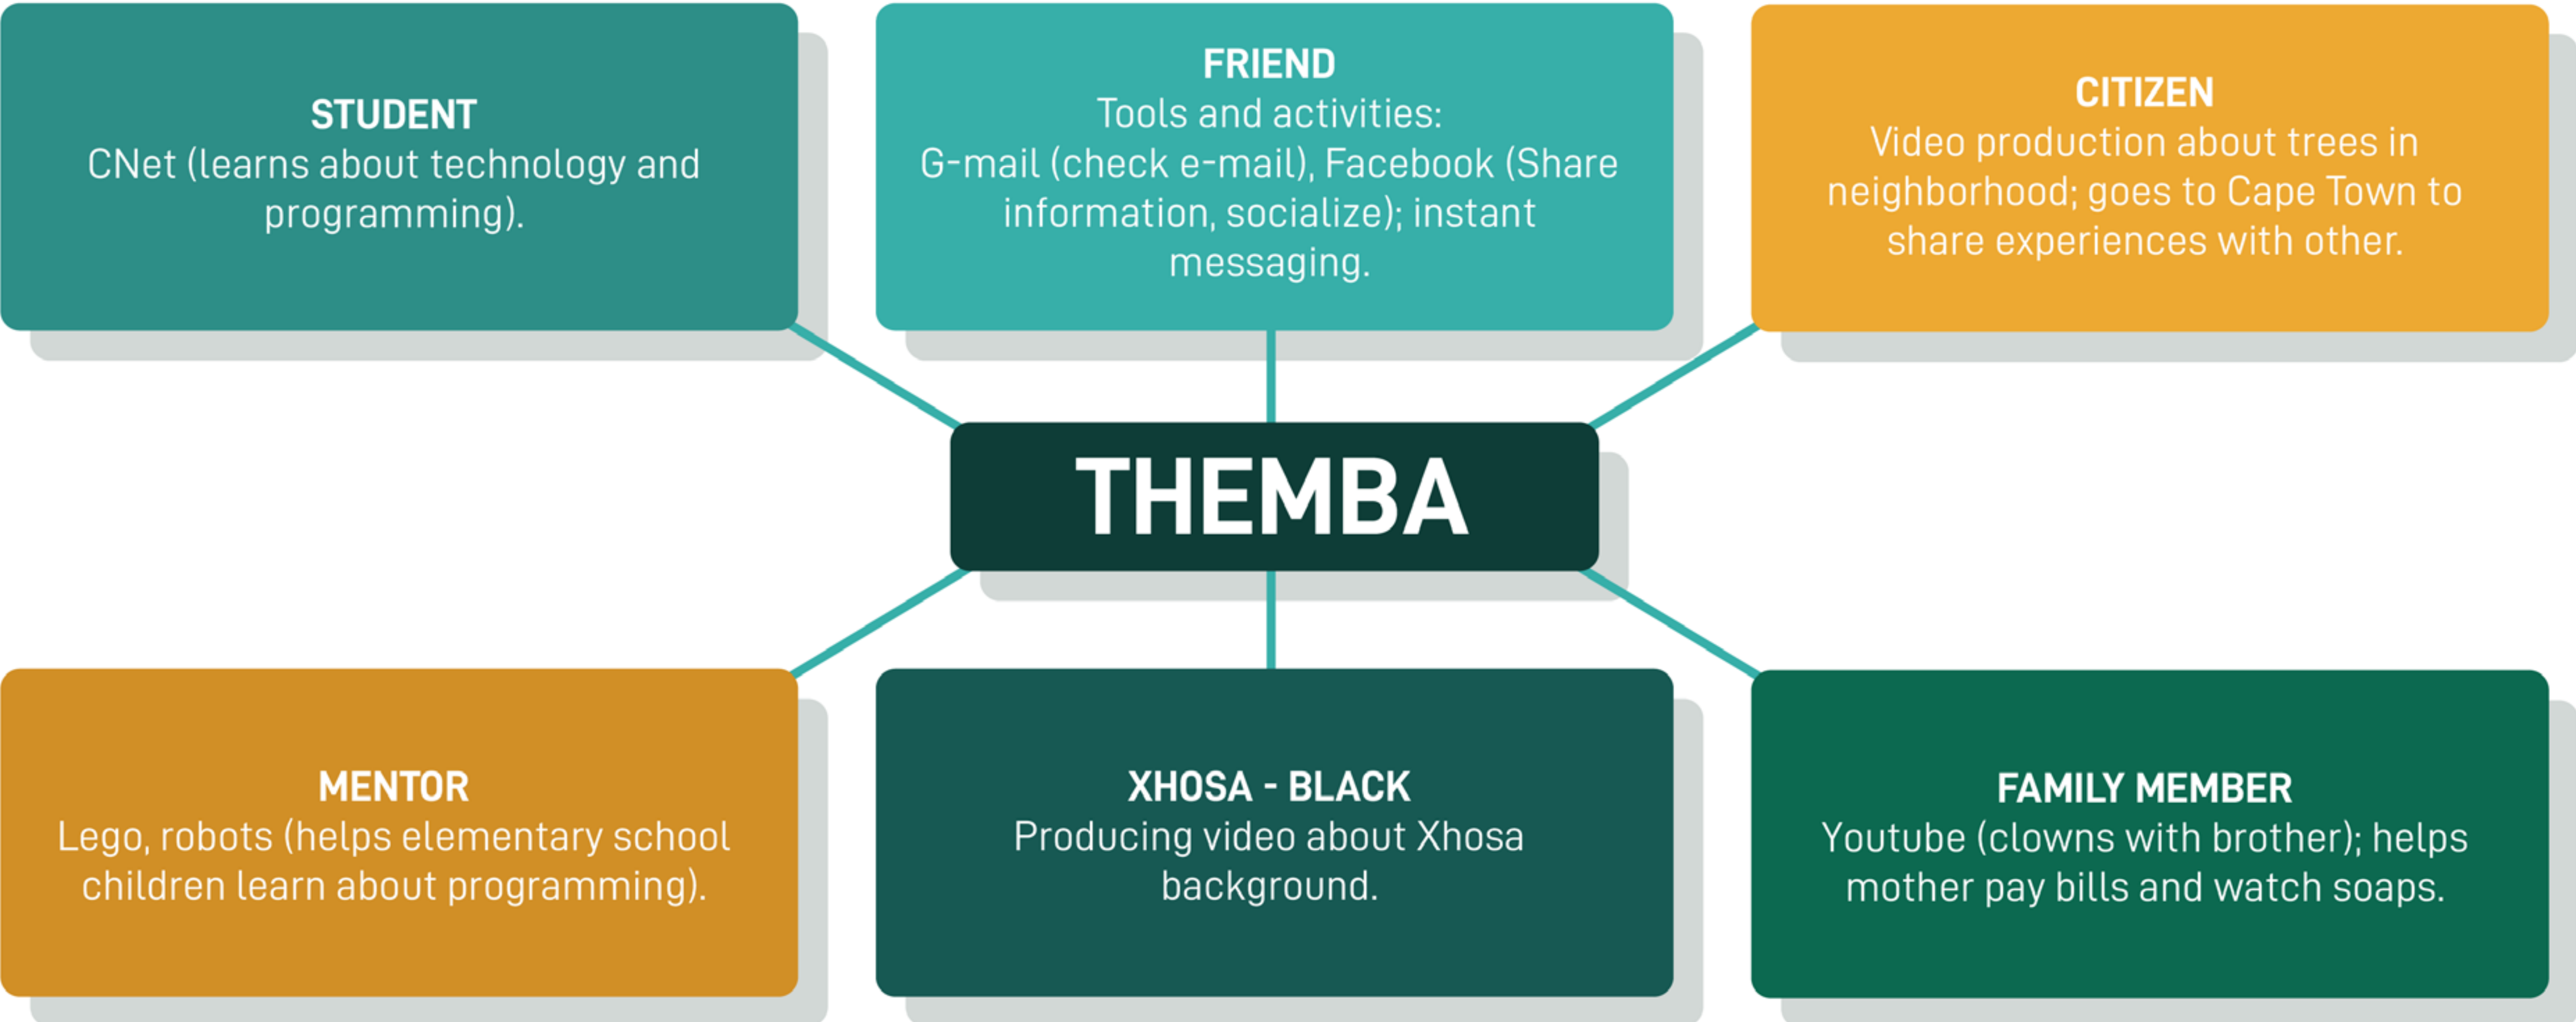 STUDENT
CNet (learns about technology and
programming).
FRIEND
Tools and activities:
G-mail (check e-mail), Facebook (Share
information, socialize); instant
messaging.
CITIZEN
Video production about trees in
neighborhood; goes to Cape Town to
share experiences with other.
THEMBA
MENTOR
Lego, robots (helps elementary school
children learn about programming).
XHOSA - BLACK
Producing video about Xhosa
background.
FAMILY MEMBER
Youtube (clowns with brother); helps
mother pay bills and watch soaps.